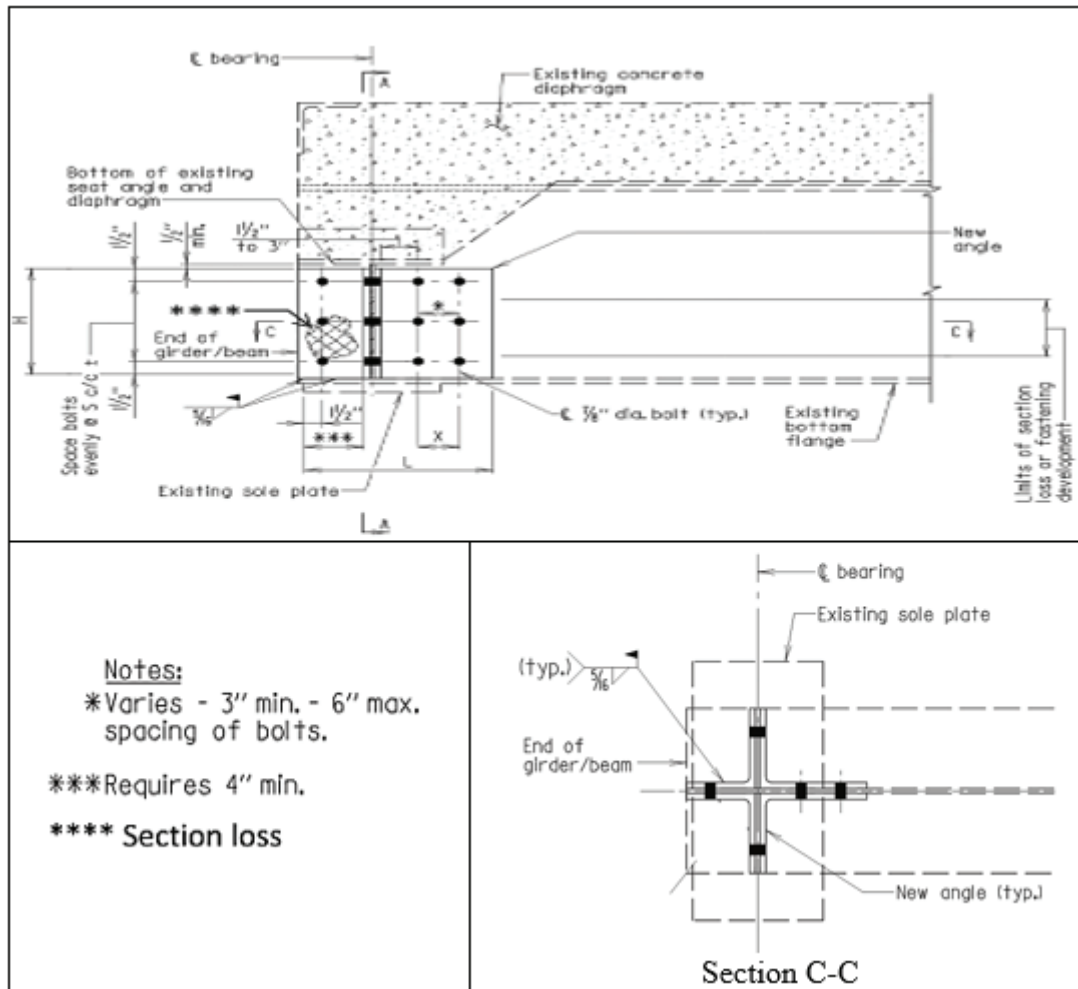 ℄ bearing
A
Existing concrete
diaphragm
Bottom of existing
seat angle and
diaphragm
1½"
1½"
min.
1½"
to 3"
New
angle
H
****
*
C
C
End of
girder/beam
Space bolts
evenly @ S c/c ±
1½"
5/16
1½"
***
X
L
℄ ⅞" dia. bolt (typ.)
Existing
bottom
flange
Limits of section
loss or fastening
development
Existing sole plate
A
Notes:
*Varies - 3" min. - 6" max.
spacing of bolts.
***Requires 4" min.
**** Section loss
℄ bearing
Existing sole plate
(typ.)
5/16
End of
girder/beam
New angle (typ.)
Section C-C